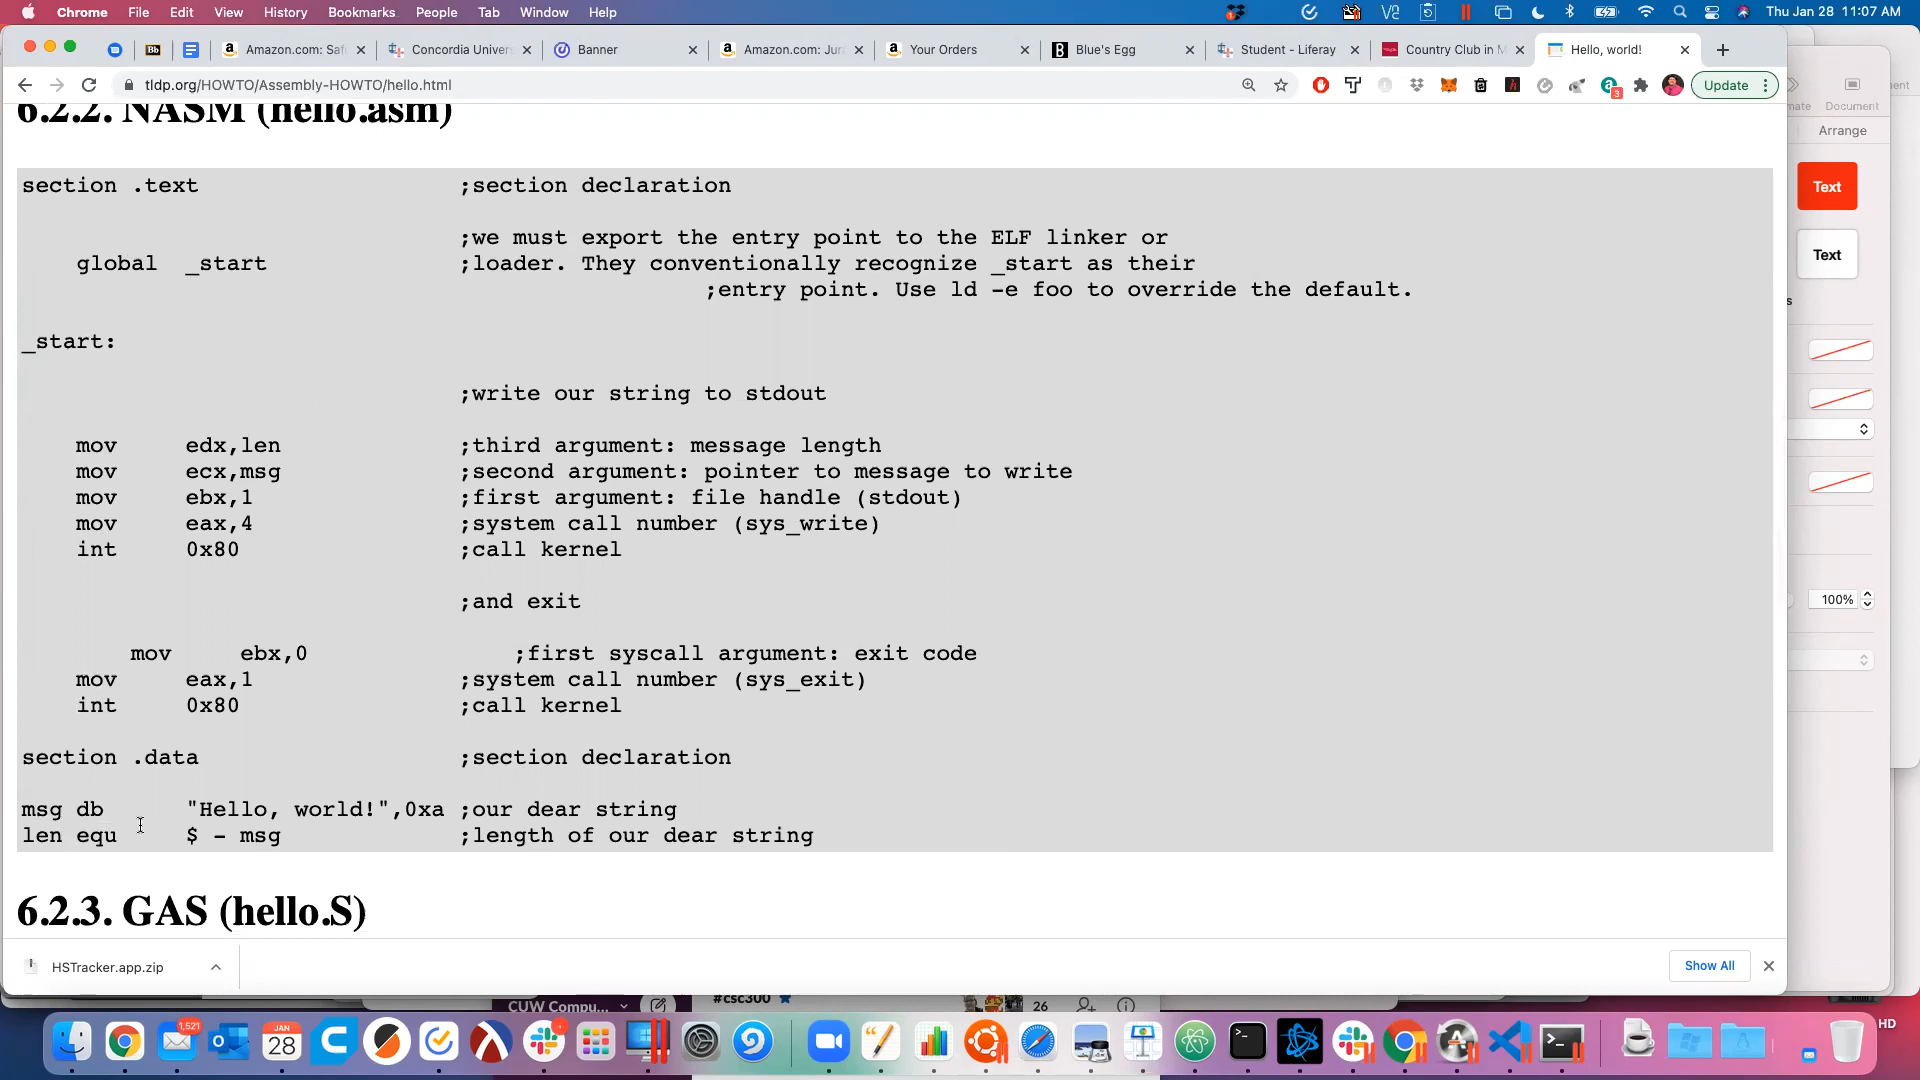 Chrome File Edit View History Bookmarks People Tab Window Help Thu Jan 28 11:07 AM
Amazon.com: Saf Concordia Univer Banner Amazon.com: Jur Your Orders Blue's Egg Student - Liferay Country Club in M Hello, world!
tldp.org/HOWTO/Assembly-HOWTO/hello.html Update
Document
Arrange
Text
Text
100%
6.2.2. NASM (hello.asm)
section .text ;section declaration
;we must export the entry point to the ELF linker or
global _start ;loader. They conventionally recognize _start as their
;entry point. Use ld -e foo to override the default.
_start:
;write our string to stdout
mov edx,len ;third argument: message length
mov ecx,msg ;second argument: pointer to message to write
mov ebx,1 ;first argument: file handle (stdout)
mov eax,4 ;system call number (sys_write)
int 0x80 ;call kernel
;and exit
mov ebx,0 ;first syscall argument: exit code
mov eax,1 ;system call number (sys_exit)
int 0x80 ;call kernel
section .data ;section declaration
msg db "Hello, world!",0xa ;our dear string
len equ $ - msg ;length of our dear string
6.2.3. GAS (hello.S)
HSTracker.app.zip Show All
CUW Compu... #csc300 26
1,521 JAN 28 HD